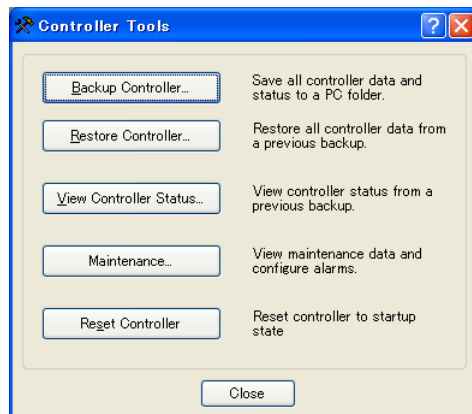 Controller Tools
Backup Controller...
Save all controller data and
status to a PC folder.
Restore Controller...
Restore all controller data from
a previous backup.
View Controller Status...
View controller status from a
previous backup.
Maintenance...
View maintenance data and
configure alarms.
Reset Controller
Reset controller to startup
state
Close